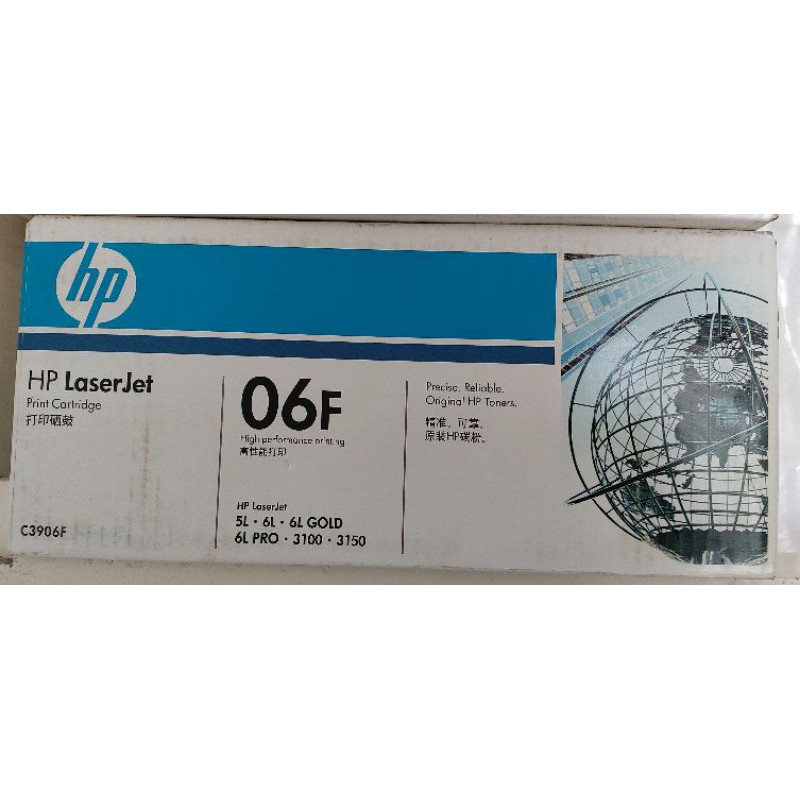 hp
HP LaserJet
Print Cartridge
打印硒鼓
C3906F
06F
High performance printing
高性能打印
HP LaserJet
5L · 6L · 6L GOLD
6L PRO · 3100 · 3150
Precise. Reliable.
Original HP Toners.
精准。可靠。
原装HP碳粉。